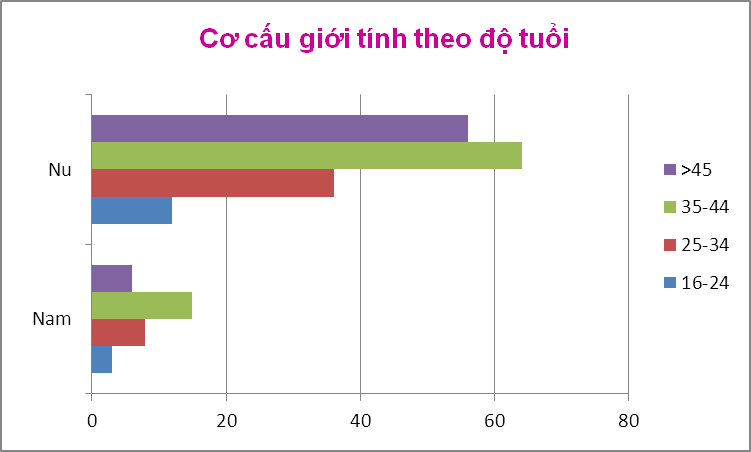 Cơ cấu giới tính theo độ tuổi
Nu
Nam
0 20 40 60 80
>45
35-44
25-34
16-24